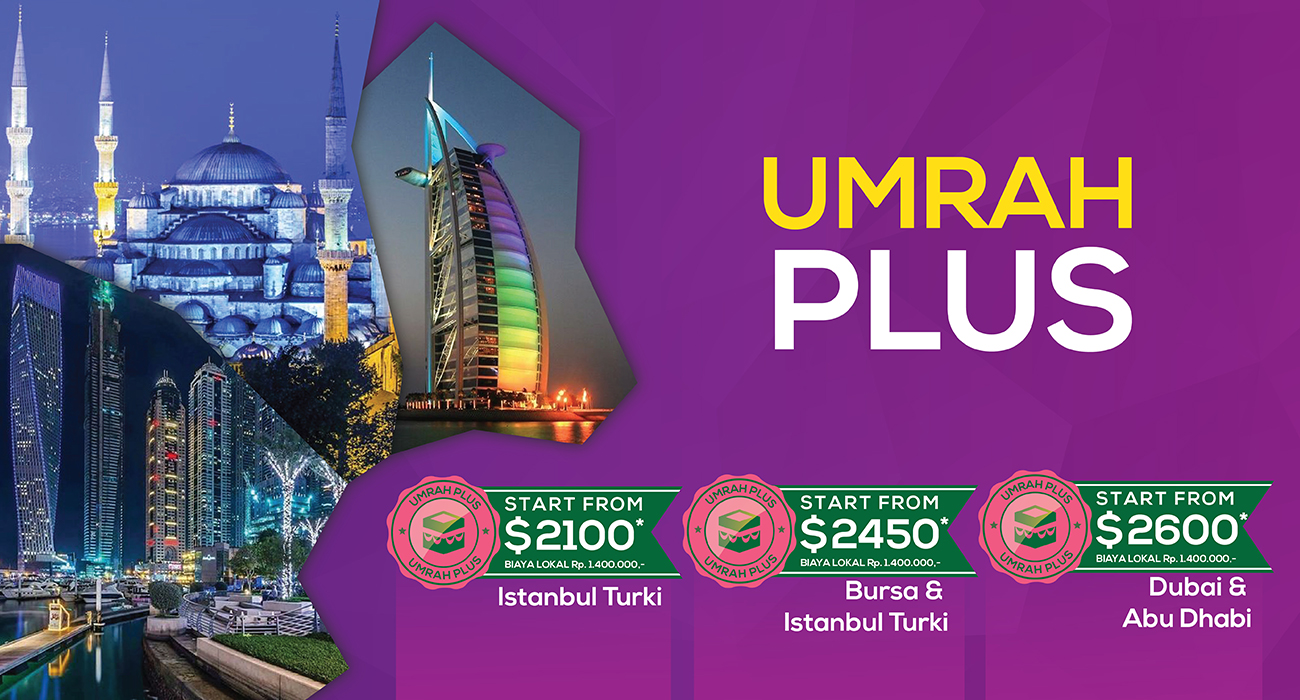 UMRAH
PLUS
UMRAH PLUS
UMRAH PLUS
START FROM
$2100*
BIAYA LOKAL Rp. 1.400.000,-
Istanbul Turki
UMRAH PLUS
UMRAH PLUS
START FROM
$2450*
BIAYA LOKAL Rp. 1.400.000,-
Bursa &
Istanbul Turki
UMRAH PLUS
UMRAH PLUS
START FROM
$2600*
BIAYA LOKAL Rp. 1.400.000,-
Dubai &
Abu Dhabi